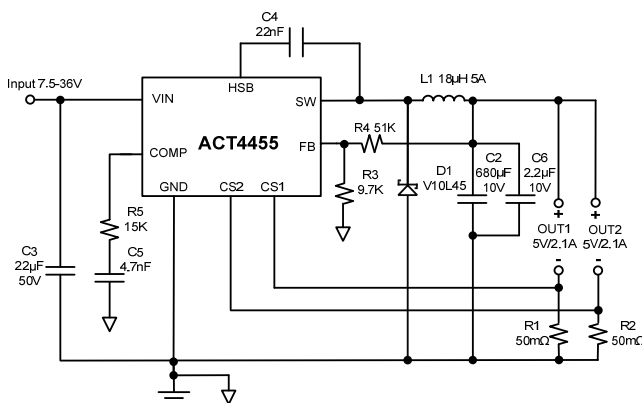 C4
22nF
Input 7.5-36V
L1 18µH 5A
VIN
HSB
SW
R4 51K
ACT4455
COMP
FB
GND
CS2
CS1
R3
9.7K
D1
V10L45
C2
680µF
10V
C6
2.2µF
10V
R5
15K
C5
4.7nF
C3
22µF
50V
+
+
OUT1
5V/2.1A
OUT2
5V/2.1A
-
-
R1
50mΩ
R2
50mΩ